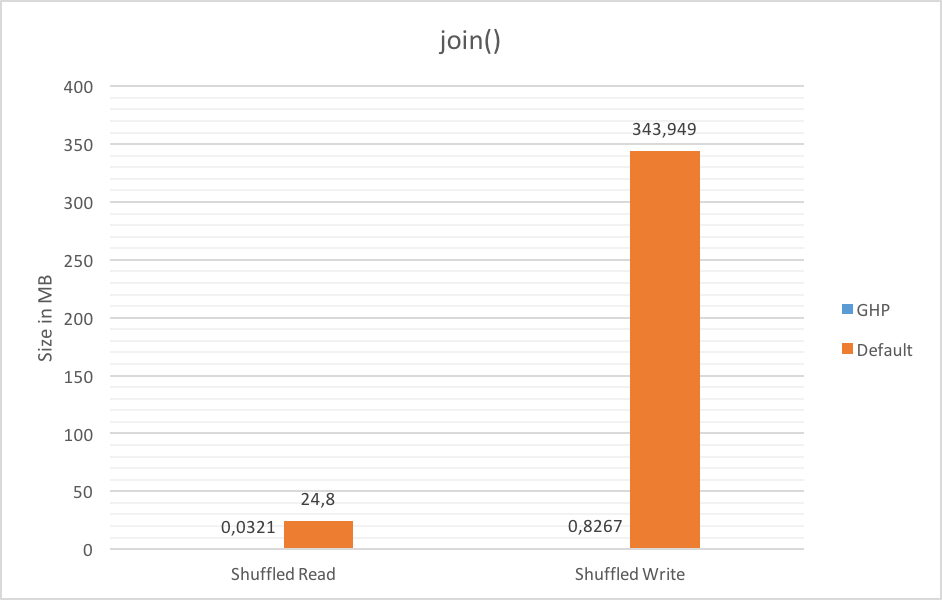 join()
400
350
300
250
200
150
100
50
0
Size in MB
343,949
24,8
0,0321
0,8267
Shuffled Read
Shuffled Write
GHP
Default